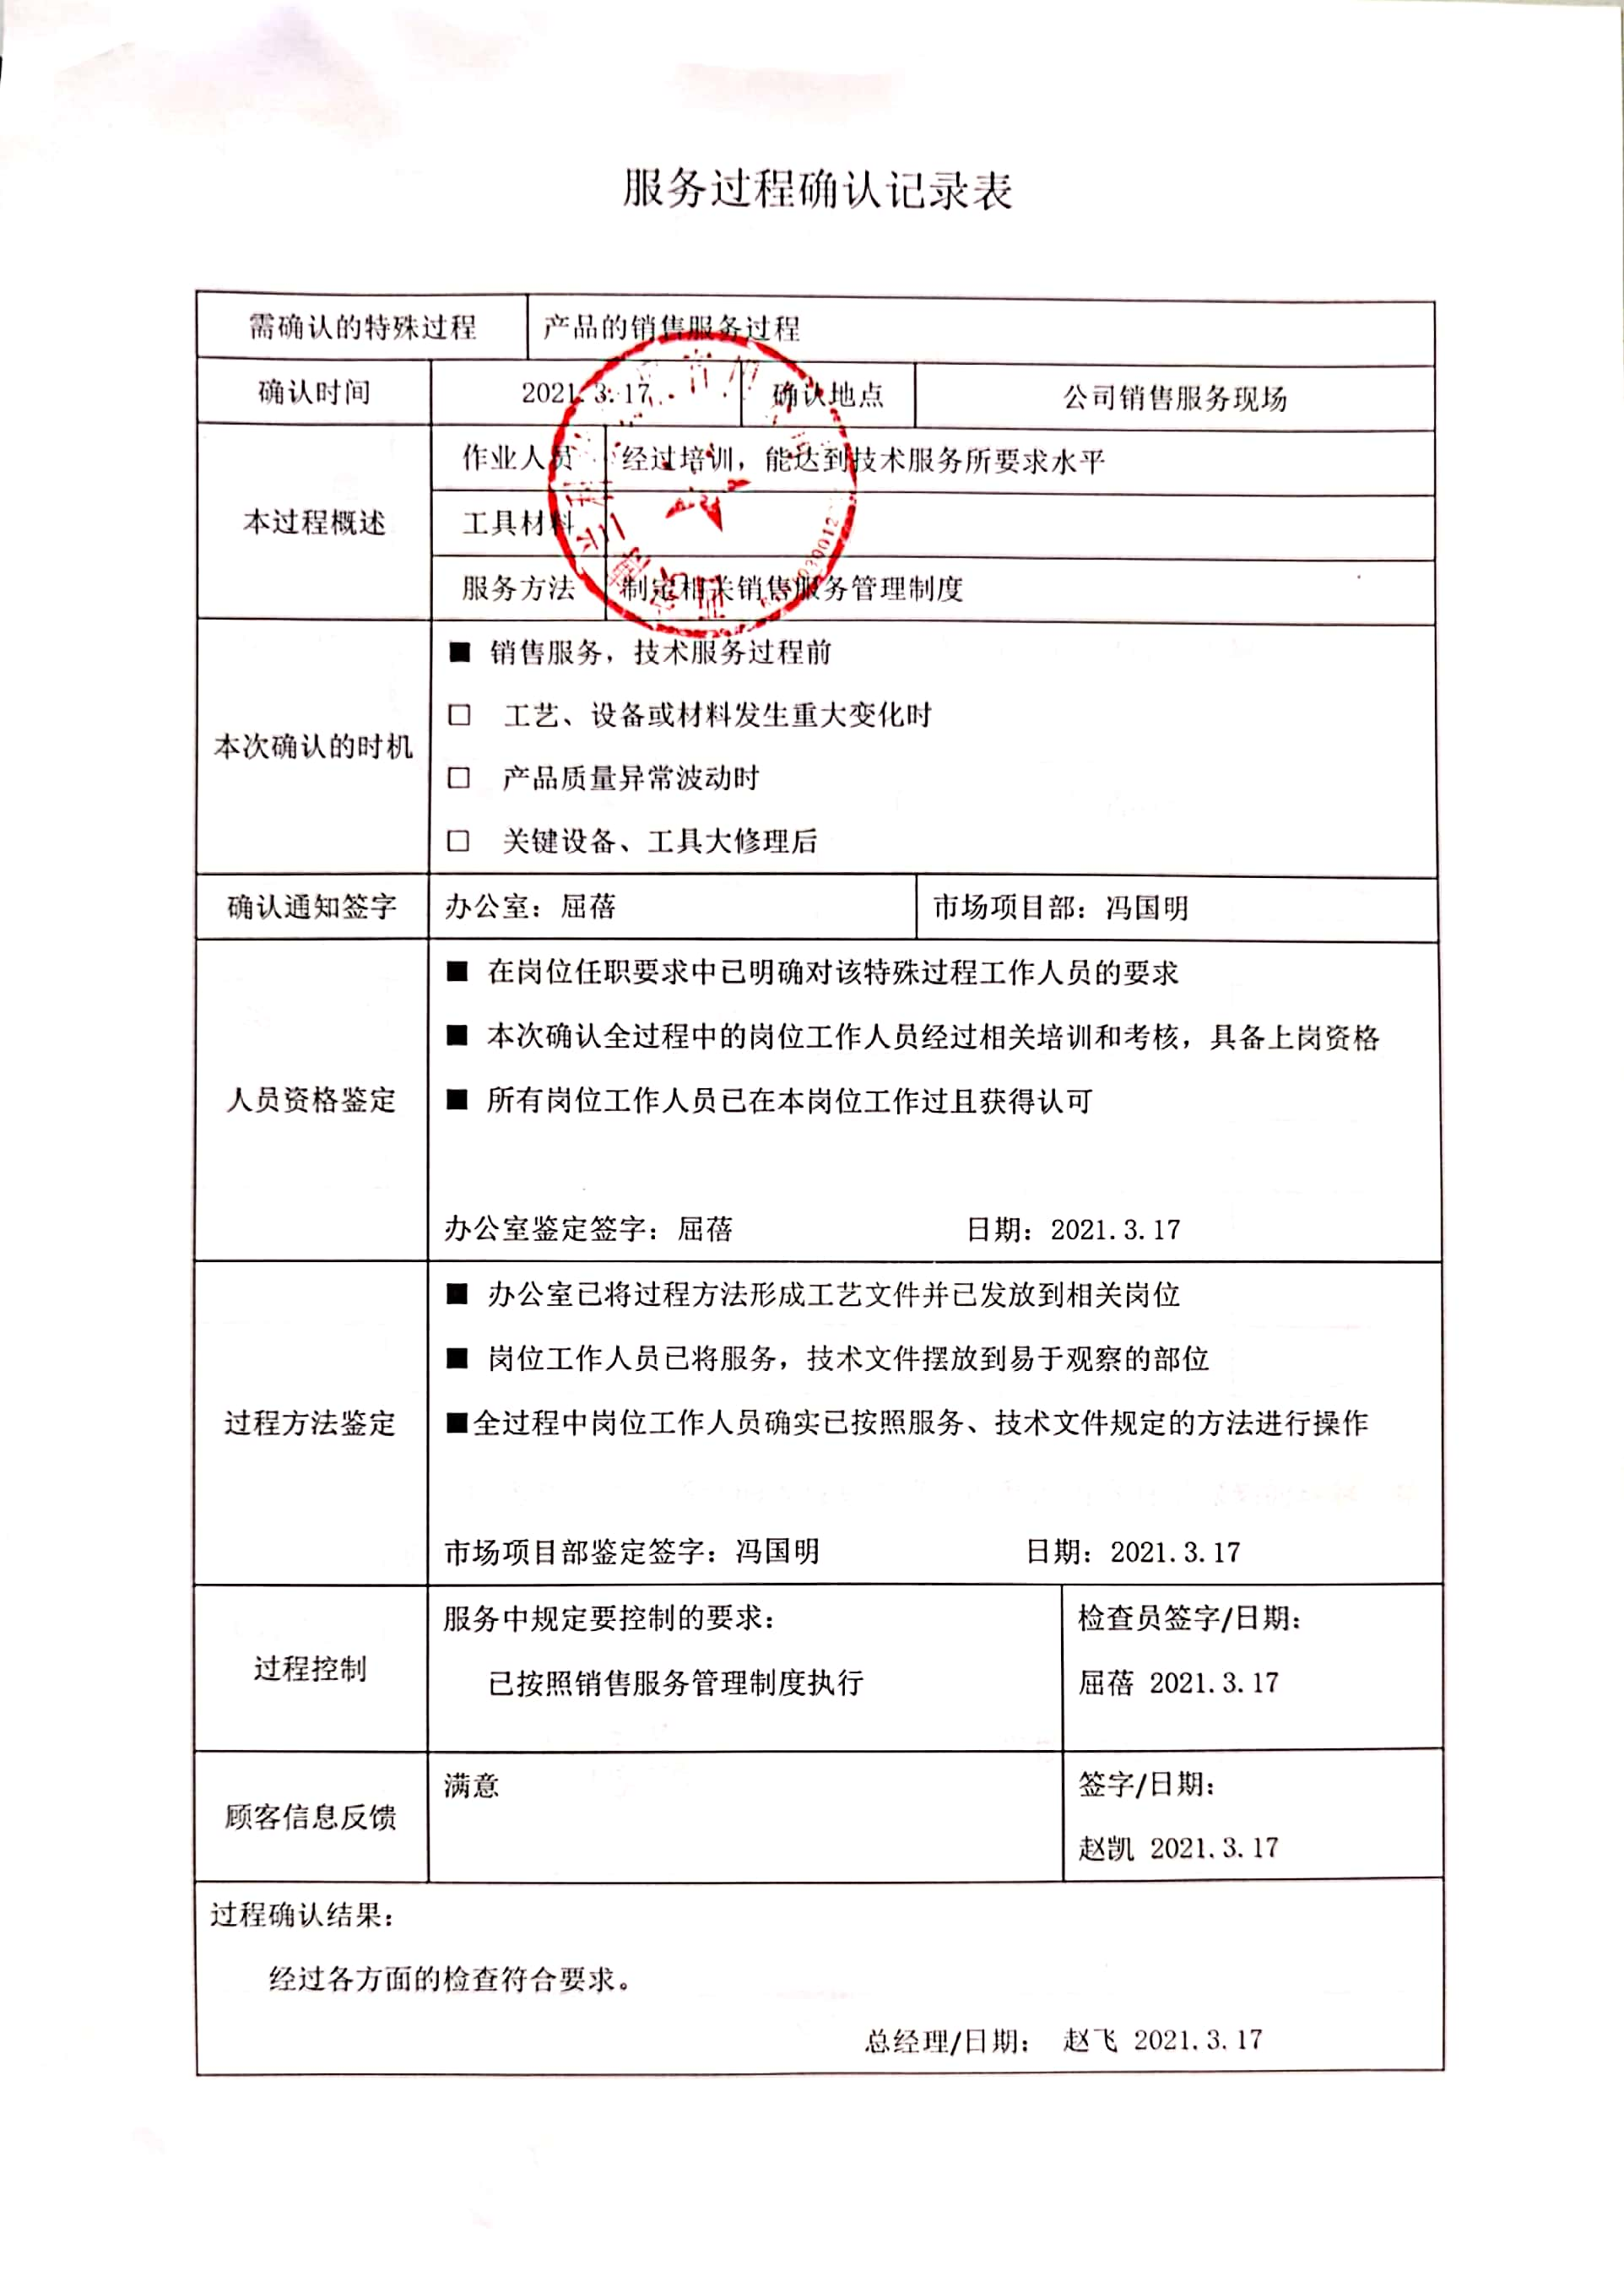 服务过程确认记录表
需确认的特殊过程 产品的销售服务过程
确认时间 2021.3.17 确认地点 公司销售服务现场
本过程概述
作业人员 经过培训，能达到技术服务所要求水平
工具材料
服务方法 制定相关销售服务管理制度
本次确认的时机
■ 销售服务，技术服务过程前
□ 工艺、设备或材料发生重大变化时
□ 产品质量异常波动时
□ 关键设备、工具大修理后
确认通知签字 办公室：屈蓓 市场项目部：冯国明
人员资格鉴定
■ 在岗位任职要求中已明确对该特殊过程工作人员的要求
■ 本次确认全过程中的岗位工作人员经过相关培训和考核，具备上岗资格
■ 所有岗位工作人员已在本岗位工作过且获得认可
办公室鉴定签字：屈蓓 日期：2021.3.17
过程方法鉴定
■ 办公室已将过程方法形成工艺文件并已发放到相关岗位
■ 岗位工作人员已将服务，技术文件摆放到易于观察的部位
■全过程中岗位工作人员确实已按照服务、技术文件规定的方法进行操作
市场项目部鉴定签字：冯国明 日期：2021.3.17
过程控制
服务中规定要控制的要求：
已按照销售服务管理制度执行
检查员签字/日期：
屈蓓 2021.3.17
顾客信息反馈
满意
签字/日期：
赵凯 2021.3.17
过程确认结果：
经过各方面的检查符合要求。
总经理/日期： 赵飞 2021.3.17